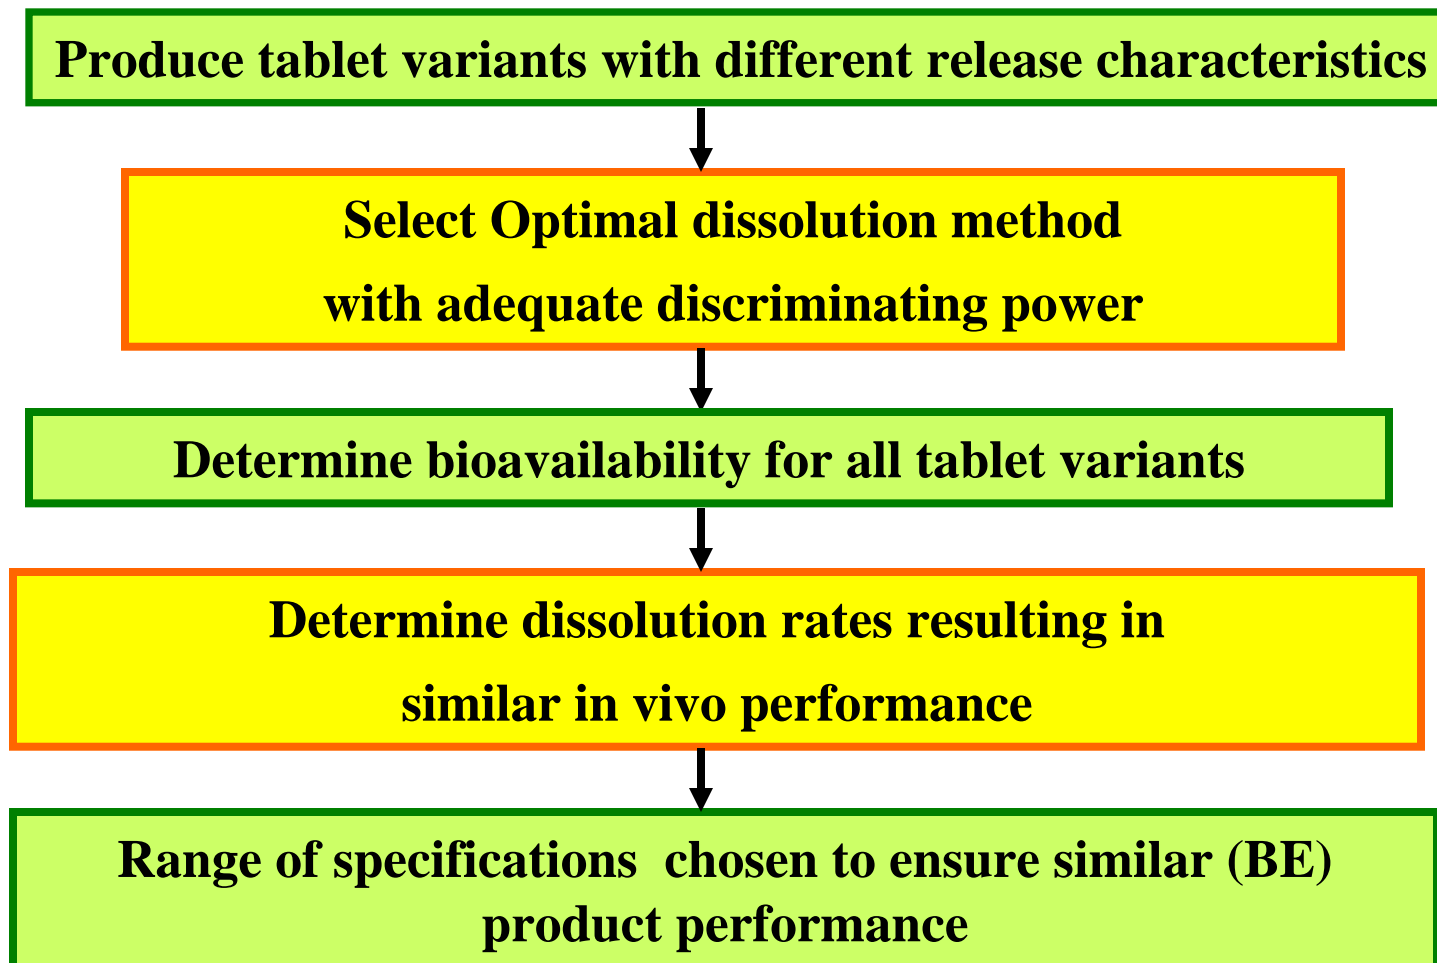 Produce tablet variants with different release characteristics
Select Optimal dissolution method
with adequate discriminating power
Determine bioavailability for all tablet variants
Determine dissolution rates resulting in
similar in vivo performance
Range of specifications  chosen to ensure similar (BE)
product performance